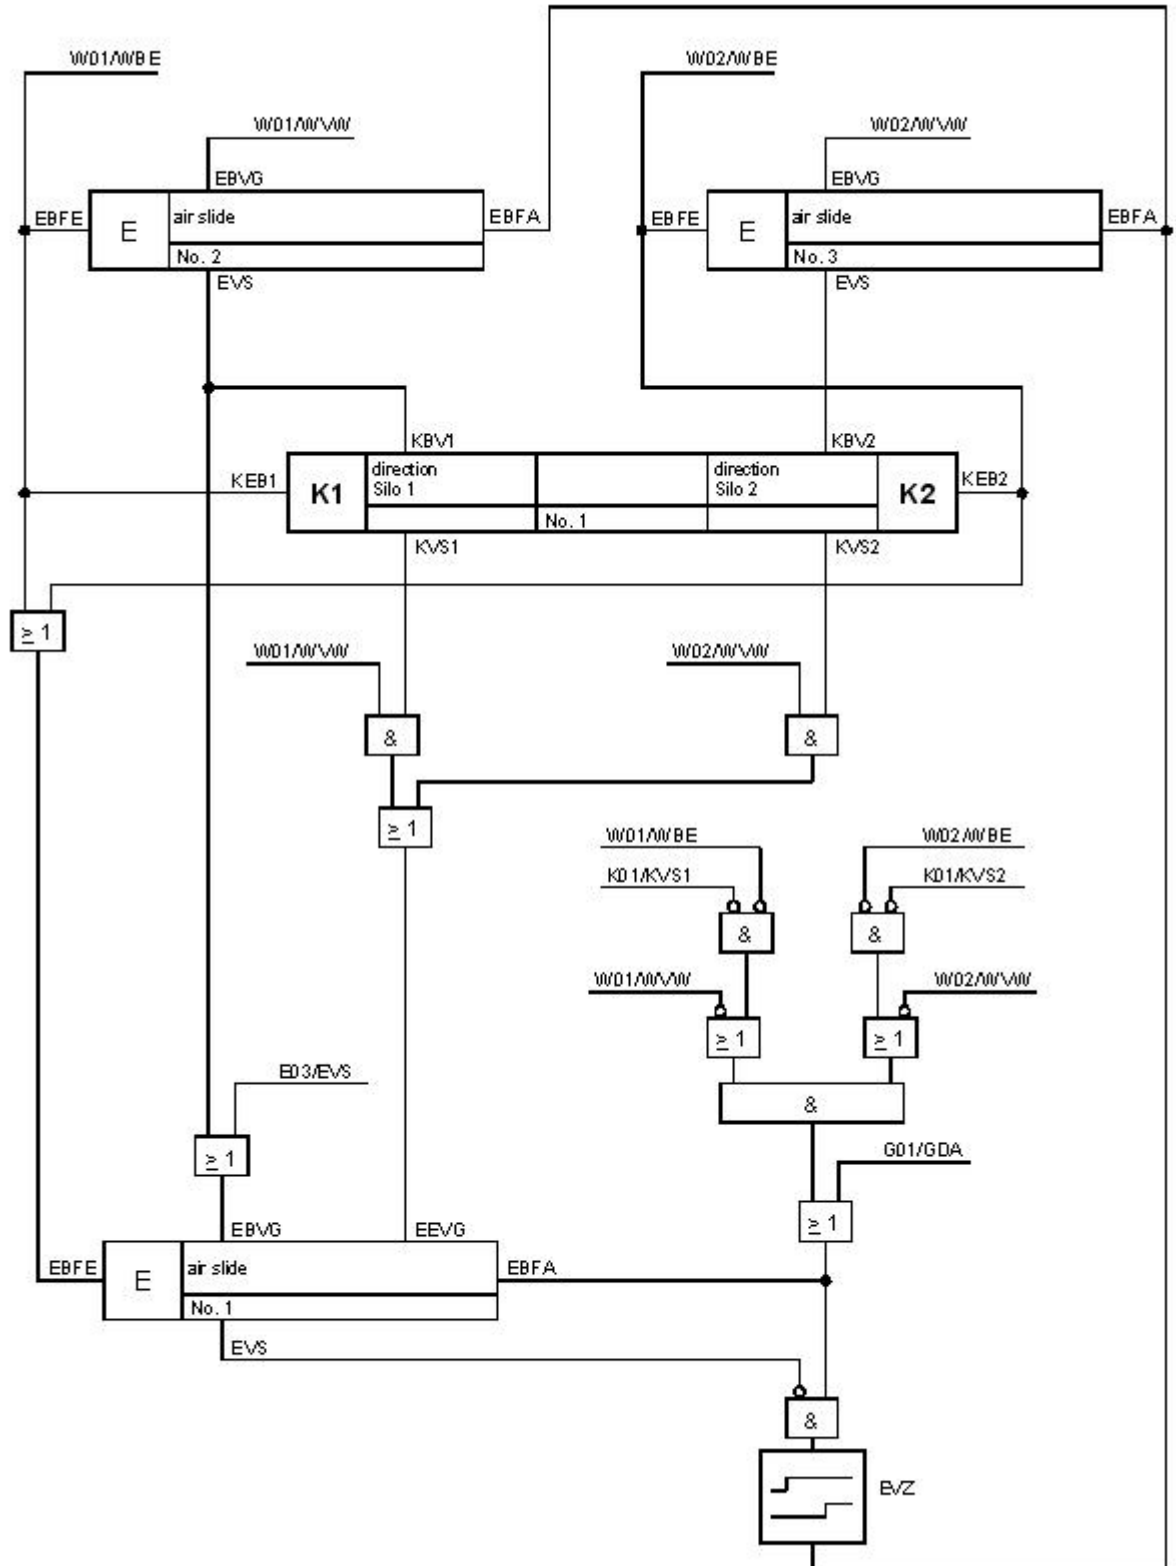 W01/WBE
W02/WBE
W01/WVW
W02/WVW
EBVG
EBVG
EBFE
E
air slide
No. 2
EBFA
EBFE
E
air slide
No. 3
EBFA
EVS
EVS
KBV1
KBV2
KEB1
K1
direction
Silo 1
No. 1
direction
Silo 2
K2
KEB2
KVS1
KVS2
≥ 1
W01/WVW
W02/WVW
&
&
≥ 1
W01/WBE
W02/WBE
K01/KVS1
K01/KVS2
&
&
W01/WVW
W02/WVW
≥ 1
≥ 1
E03/EVS
&
≥ 1
G01/GDA
≥ 1
EBVG
EEVG
EBFE
E
air slide
No. 1
EBFA
EVS
&
EVZ